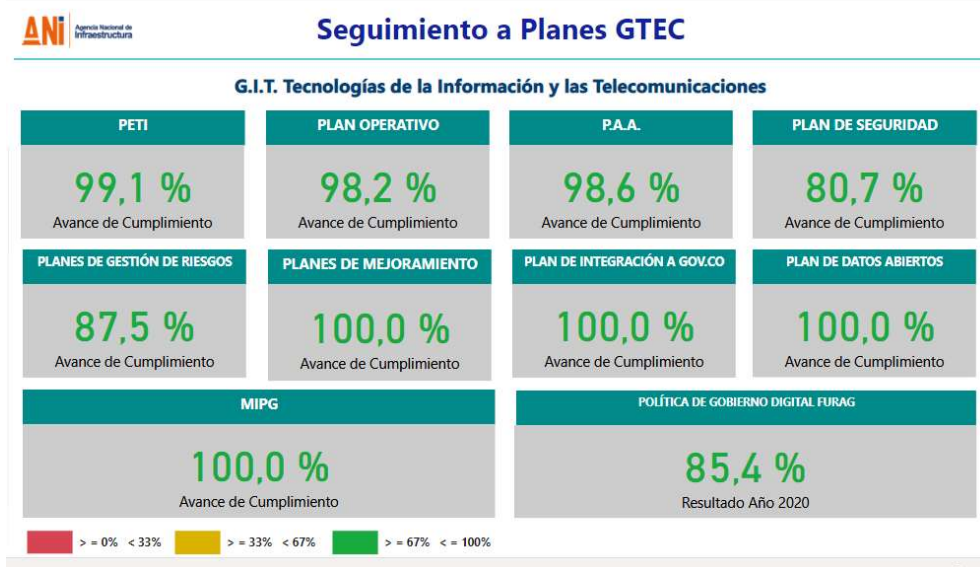 ANi Agencia Nacional de
Infraestructura
Seguimiento a Planes GTEC
G.I.T. Tecnologías de la Información y las Telecomunicaciones
PETI
99,1 %
Avance de Cumplimiento
PLAN OPERATIVO
98,2 %
Avance de Cumplimiento
P.A.A.
98,6 %
Avance de Cumplimiento
PLAN DE SEGURIDAD
80,7 %
Avance de Cumplimiento
PLANES DE GESTIÓN DE RIESGOS
87,5 %
Avance de Cumplimiento
PLANES DE MEJORAMIENTO
100,0 %
Avance de Cumplimiento
PLAN DE INTEGRACIÓN A GOV.CO
100,0 %
Avance de Cumplimiento
PLAN DE DATOS ABIERTOS
100,0 %
Avance de Cumplimiento
MIPG
100,0 %
Avance de Cumplimiento
POLÍTICA DE GOBIERNO DIGITAL FURAG
85,4 %
Resultado Año 2020
> = 0% < 33% > = 33% < 67% > = 67% < = 100%